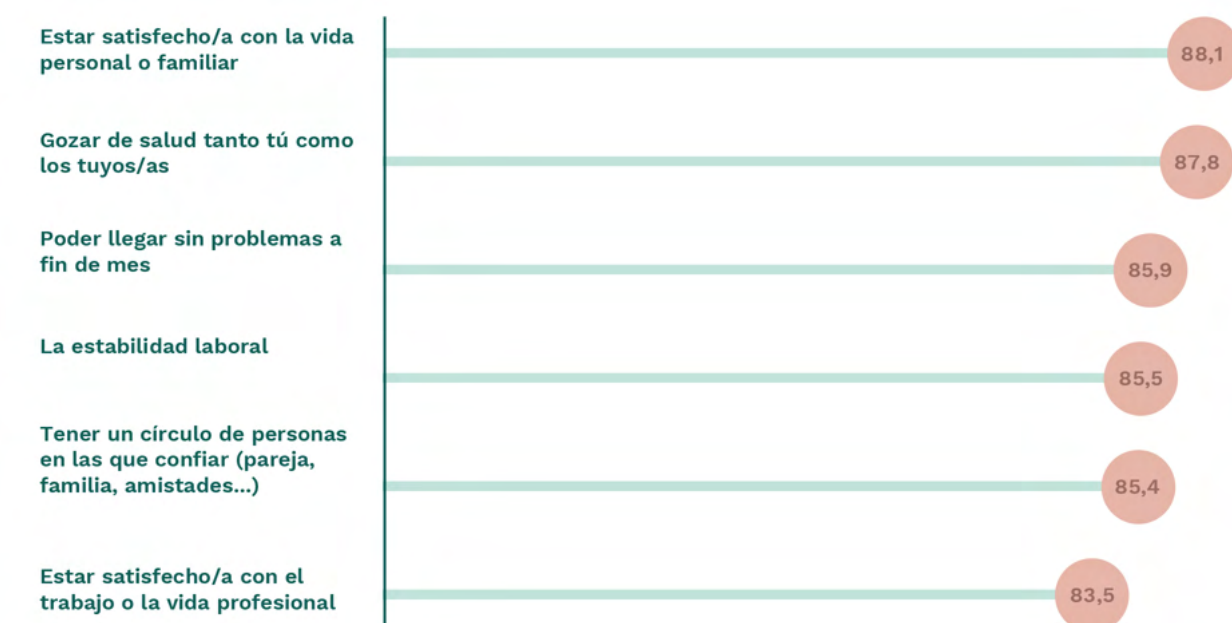 Estar satisfecho/a con la vida
personal o familiar
88,1
Gozar de salud tanto tú como
los tuyos/as
87,8
Poder llegar sin problemas a
fin de mes
85,9
La estabilidad laboral
85,5
Tener un círculo de personas
en las que confiar (pareja,
familia, amistades...)
85,4
Estar satisfecho/a con el
trabajo o la vida profesional
83,5